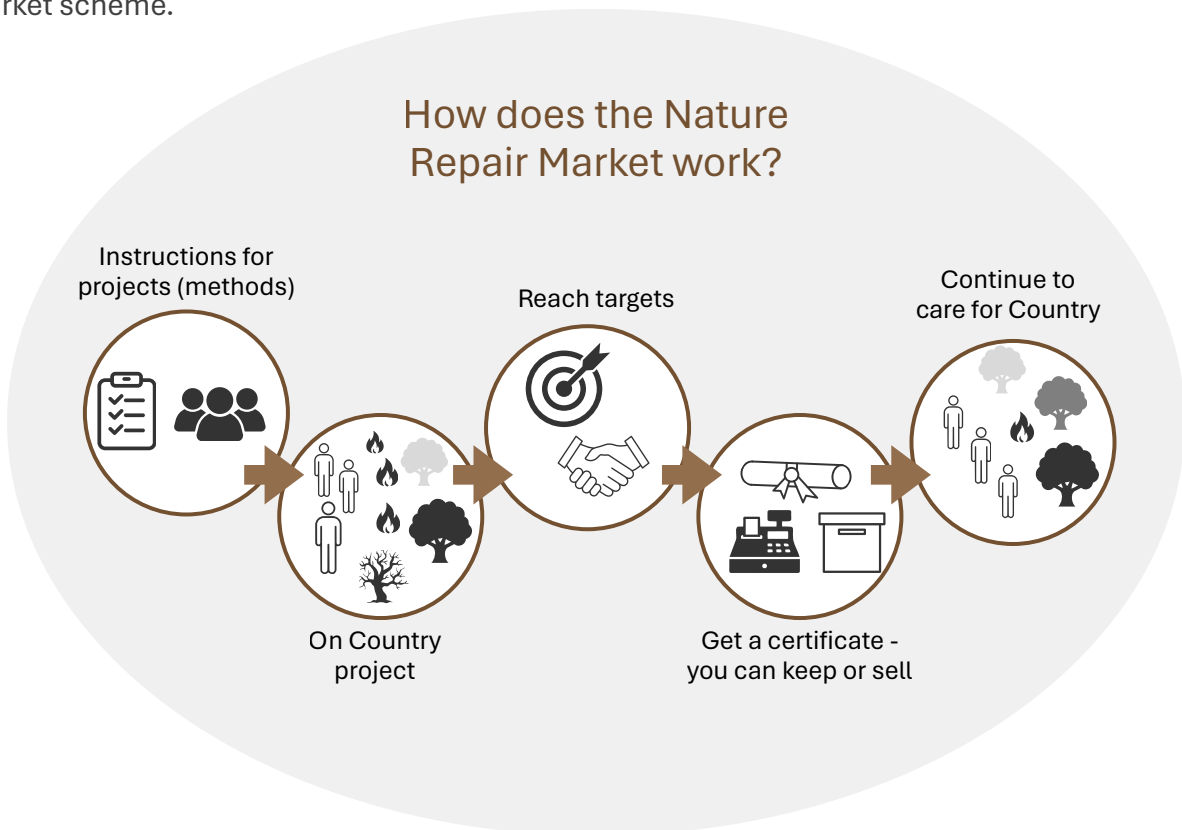 rket scheme.
How does the Nature
Repair Market work?
Instructions for
projects (methods)
On Country
project
Reach targets
Get a certificate -
you can keep or sell
Continue to
care for Country